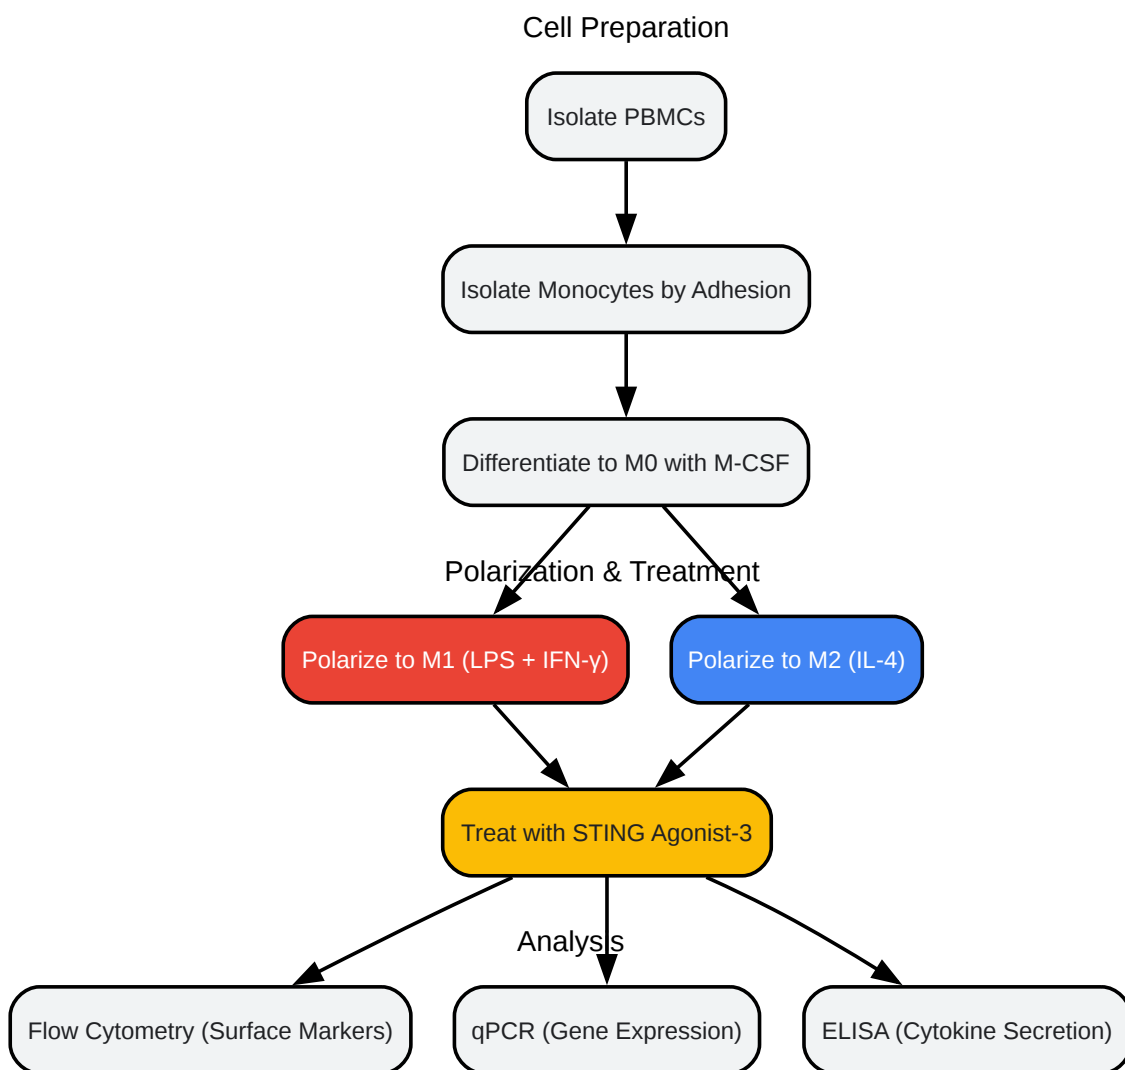 Cell Preparation
Isolate PBMCs
Isolate Monocytes by Adhesion
Differentiate to M0 with M-CSF
Polarization & Treatment
Polarize to M1 (LPS + IFN-γ)
Polarize to M2 (IL-4)
Treat with STING Agonist-3
Analysis
Flow Cytometry (Surface Markers)
qPCR (Gene Expression)
ELISA (Cytokine Secretion)